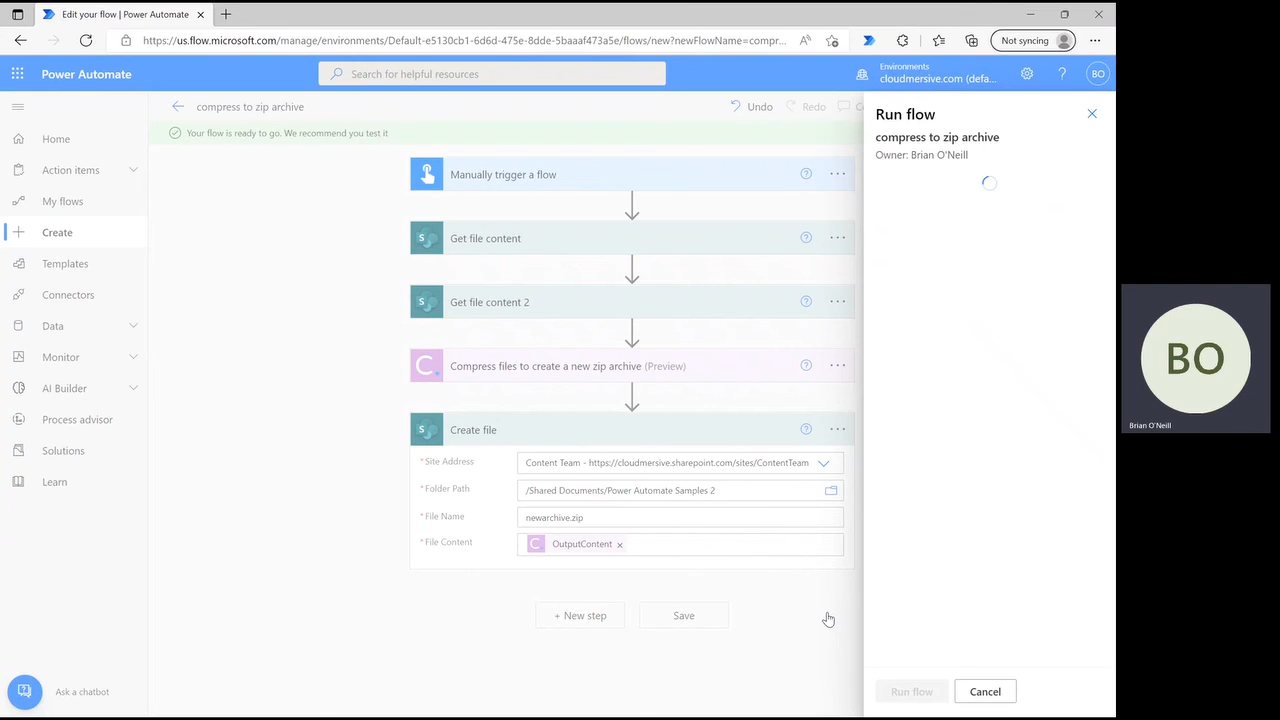 Edit your flow | Power Automate
https://us.flow.microsoft.com/manage/environments/Default-e5130cb1-6d6d-475e-8dde-5baaaf473a5e/flows/new?newFlowName=compr...
Not syncing
Power Automate
Search for helpful resources
Environments
cloudmersive.com (defa...
BO
compress to zip archive
Undo
Redo
Your flow is ready to go. We recommend you test it
Home
Action items
My flows
Create
Templates
Connectors
Data
Monitor
AI Builder
Process advisor
Solutions
Learn
Ask a chatbot
Manually trigger a flow
Get file content
Get file content 2
Compress files to create a new zip archive (Preview)
Create file
* Site Address
Content Team - https://cloudmersive.sharepoint.com/sites/ContentTeam
* Folder Path
/Shared Documents/Power Automate Samples 2
* File Name
newarchive.zip
* File Content
OutputContent
+ New step
Save
Run flow
compress to zip archive
Owner: Brian O'Neill
Run flow
Cancel
BO
Brian O'Neill